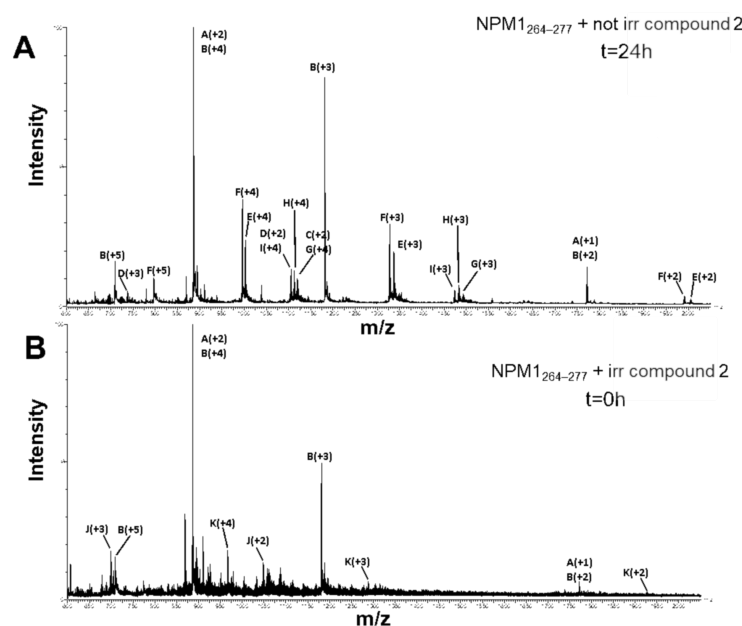 A
NPM1264–277 + not irr compound 2
t=24h
A(+2)
B(+4)
B(+3)
F(+4)
E(+4)
H(+4)
D(+2)
I(+4)
C(+2)
G(+4)
B(+5)
D(+3)
F(+5)
F(+3)
E(+3)
H(+3)
I(+3)
G(+3)
A(+1)
B(+2)
F(+2)
E(+2)
Intensity
m/z
B
NPM1264–277 + irr compound 2
t=0h
A(+2)
B(+4)
B(+3)
J(+3)
B(+5)
K(+4)
J(+2)
K(+3)
A(+1)
B(+2)
K(+2)
Intensity
m/z